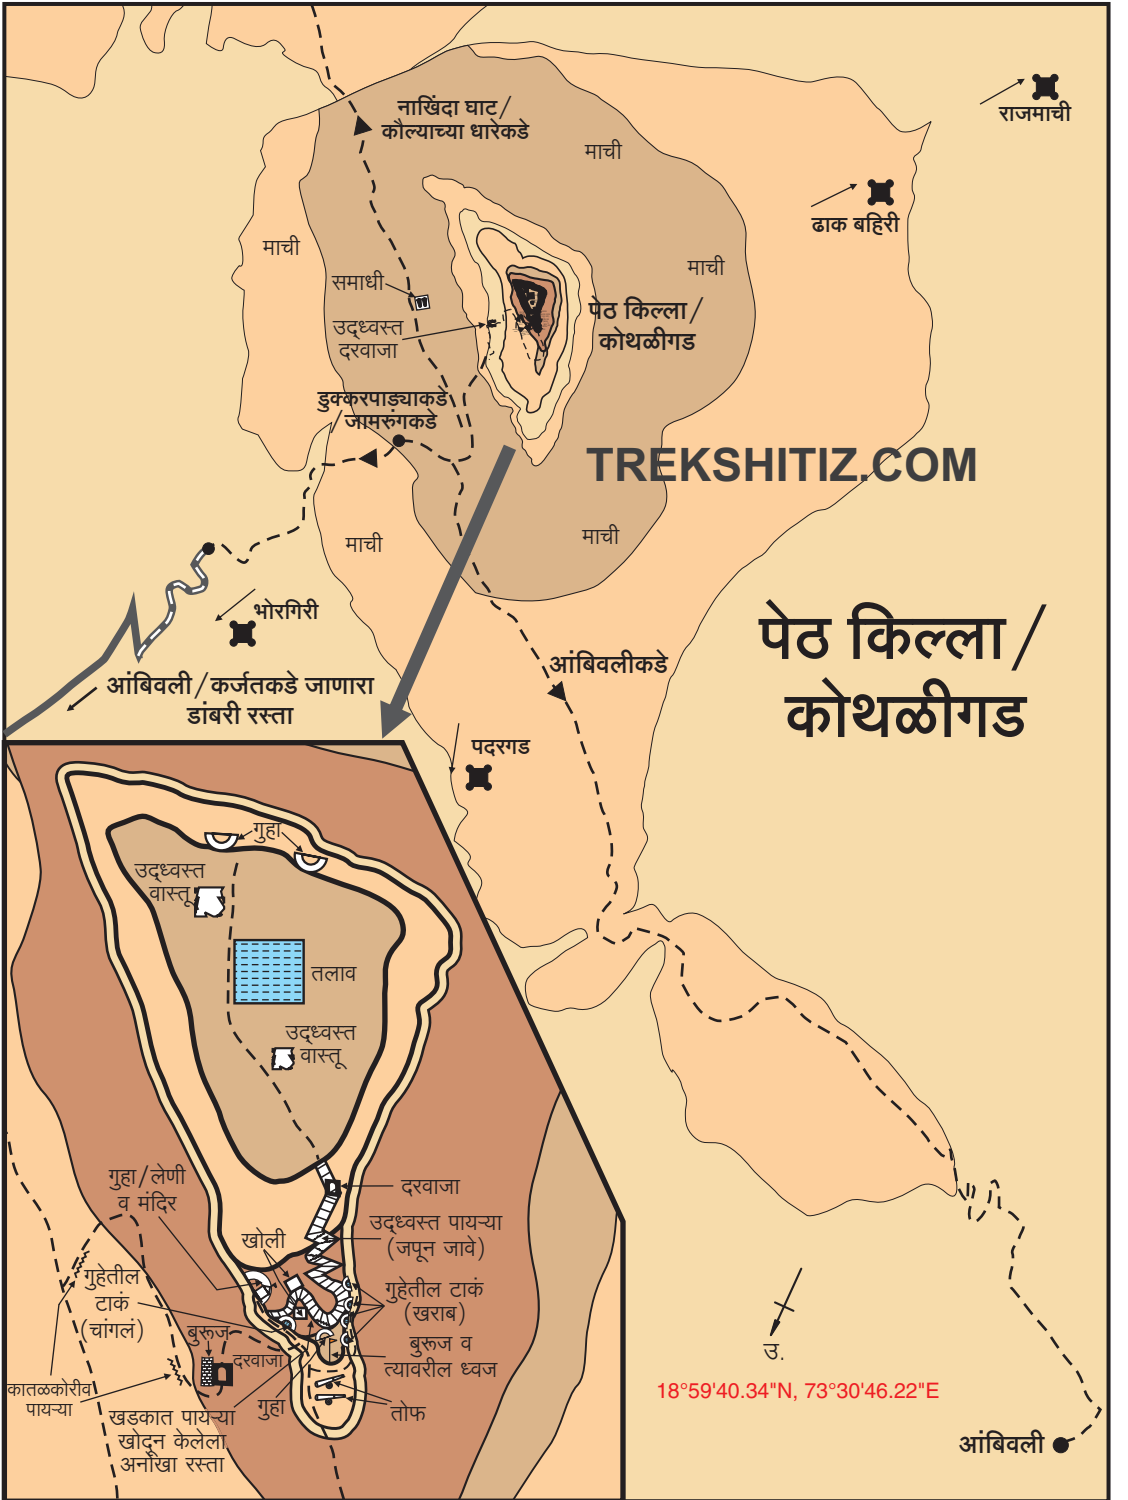 नाखिंदा घाट/
कौल्याच्या धारेकडे
माची
राजमाची
ढाक बहिरी
माची
माची
समाधी
उद्ध्वस्त
दरवाजा
पेठ किल्ला/
कोथळीगड
डुक्करपाड्याकडे
/जामरुंगकडे
TREKSHITIZ.COM
माची
माची
भोरगिरी
पेठ किल्ला/
कोथळीगड
आंबिवलीकडे
आंबिवली/कर्जतकडे जाणारा
डांबरी रस्ता
पदरगड
गुहा
उद्ध्वस्त
वास्तू
तलाव
उद्ध्वस्त
वास्तू
गुहा/लेणी
व मंदिर
दरवाजा
उद्ध्वस्त पायऱ्या
(जपून जावे)
खोली
गुहेतील
टाकं
(चांगलं)
गुहेतील टाकं
(खराब)
बुरूज
दरवाजा
बुरूज व
त्यावरील ध्वज
कातळकोरीव
पायऱ्या
गुहा
तोफ
खडकात पायऱ्या
खोदून केलेला
अनोखा रस्ता
उ.
18°59'40.34"N, 73°30'46.22"E
आंबिवली